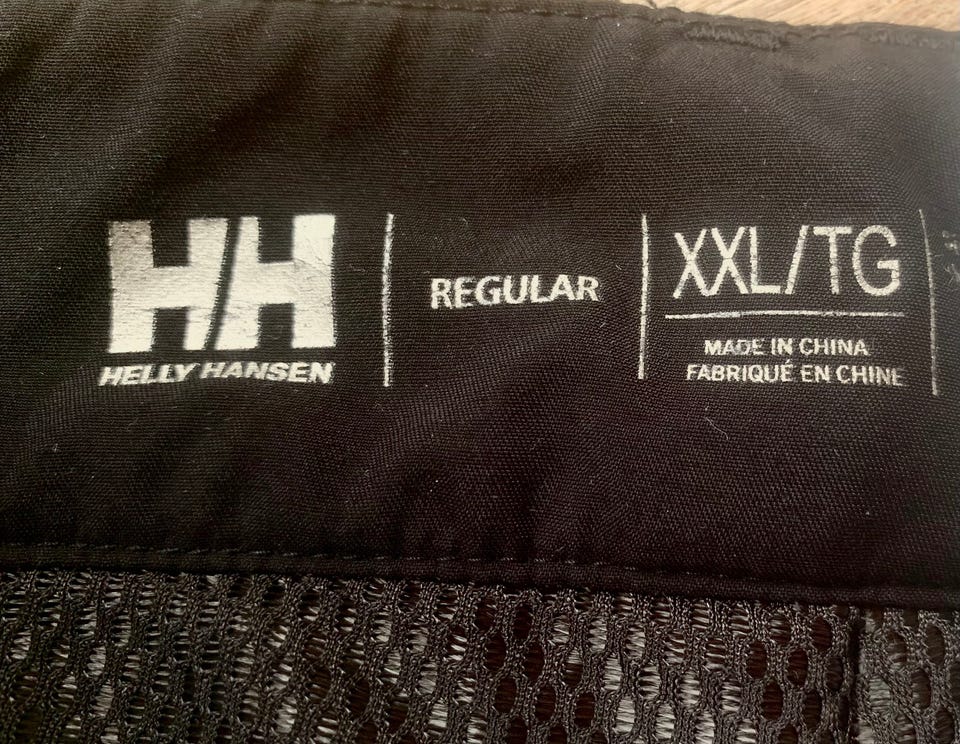 HH
HELLY HANSEN
REGULAR
XXL/TG
MADE IN CHINA
FABRIQUÉ EN CHINE